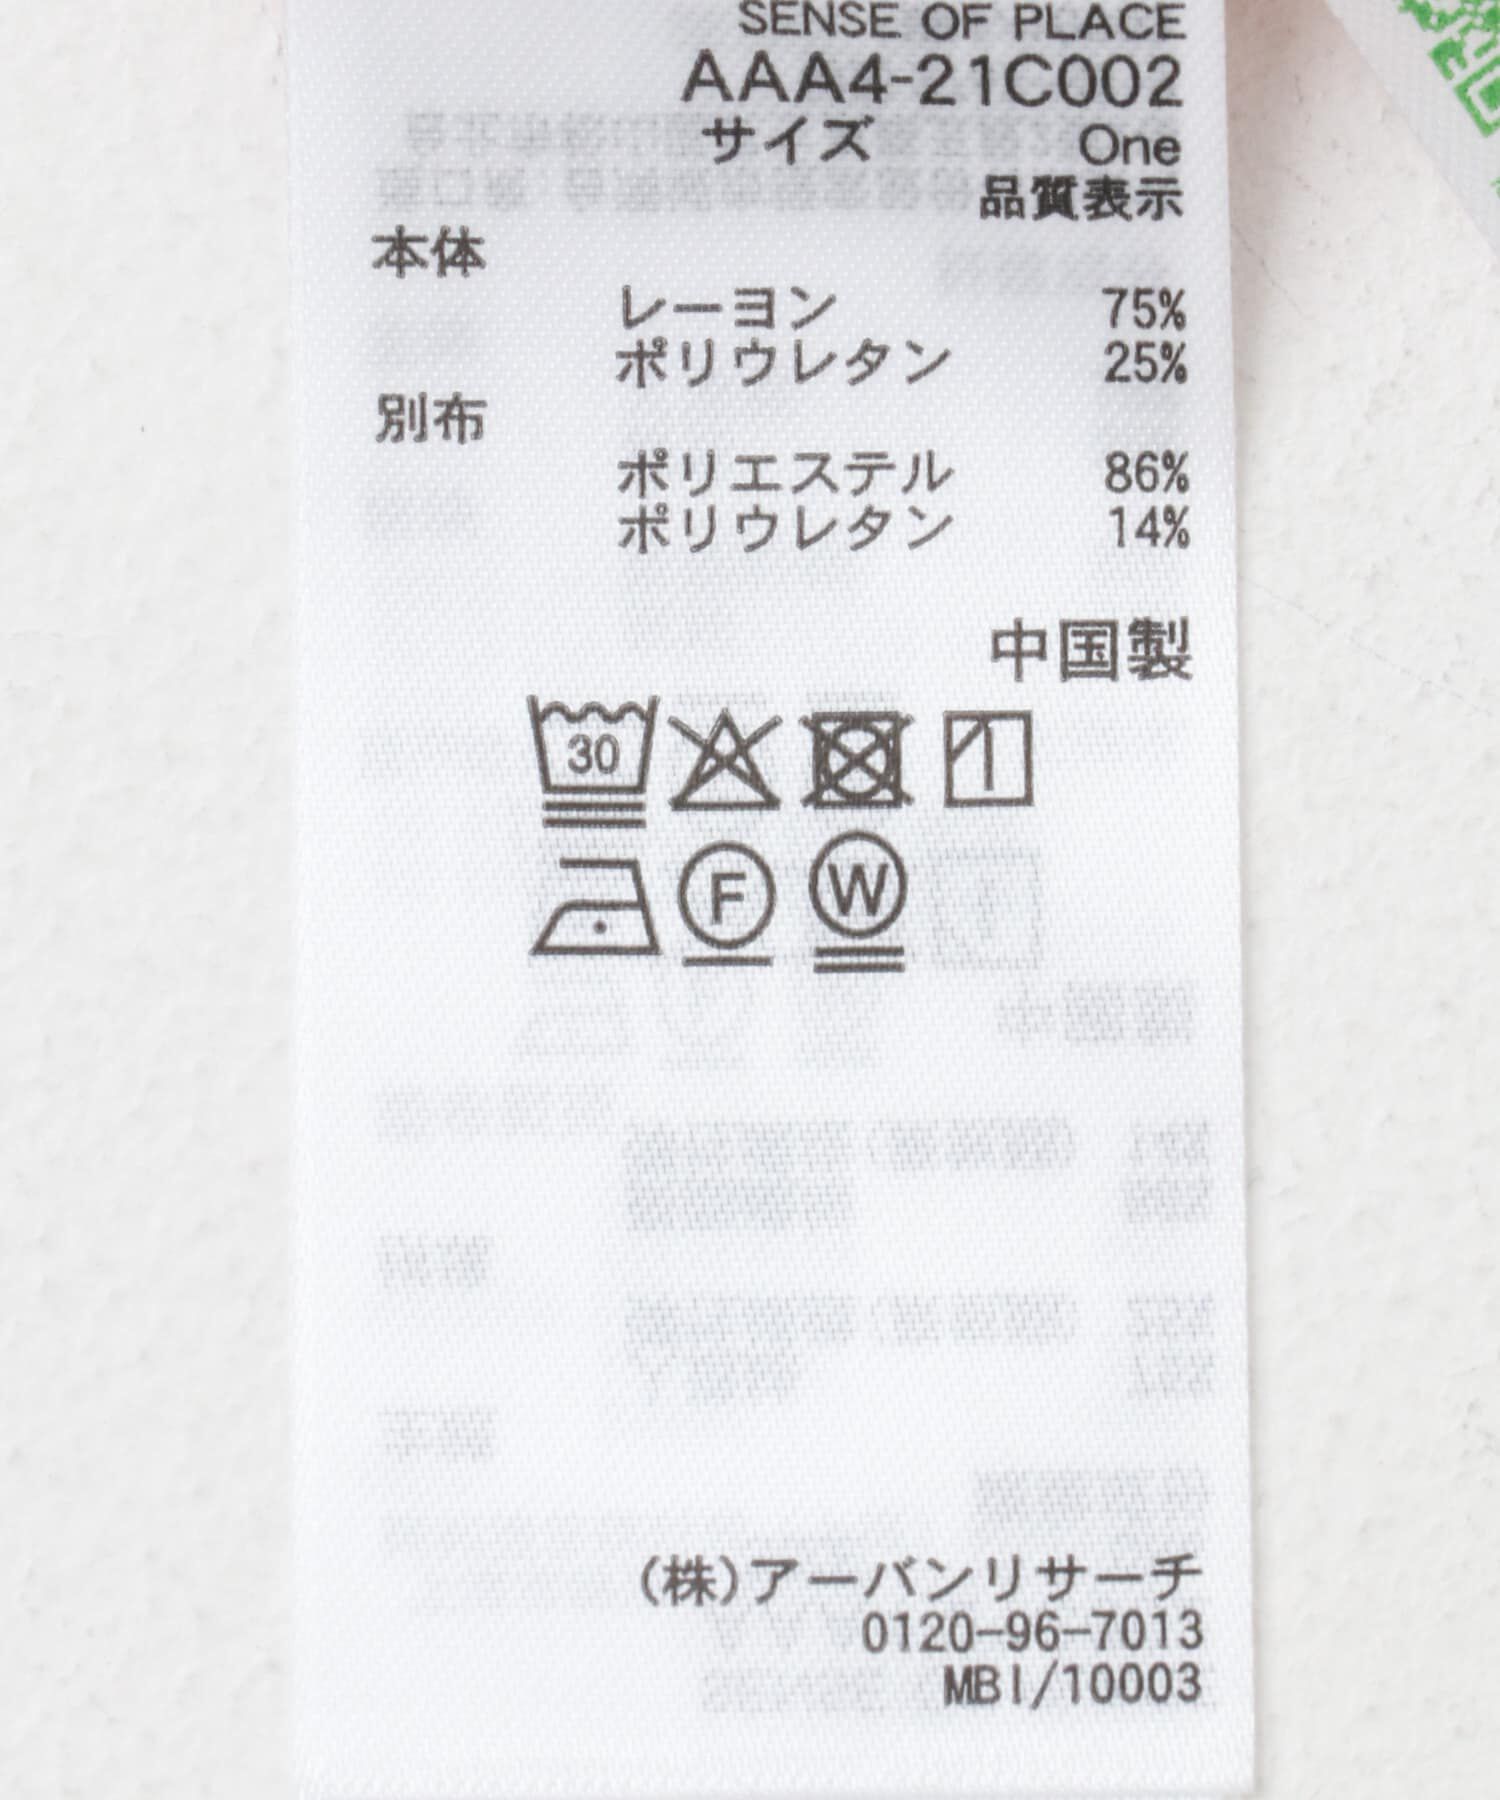 SENSE OF PLACE
AAA4-21C002
サイズ One
品質表示
本体
レーヨン 75%
ポリウレタン 25%
別布
ポリエステル 86%
ポリウレタン 14%
中国製
30
F W
(株)アーバンリサーチ
0120-96-7013
MBI/10003